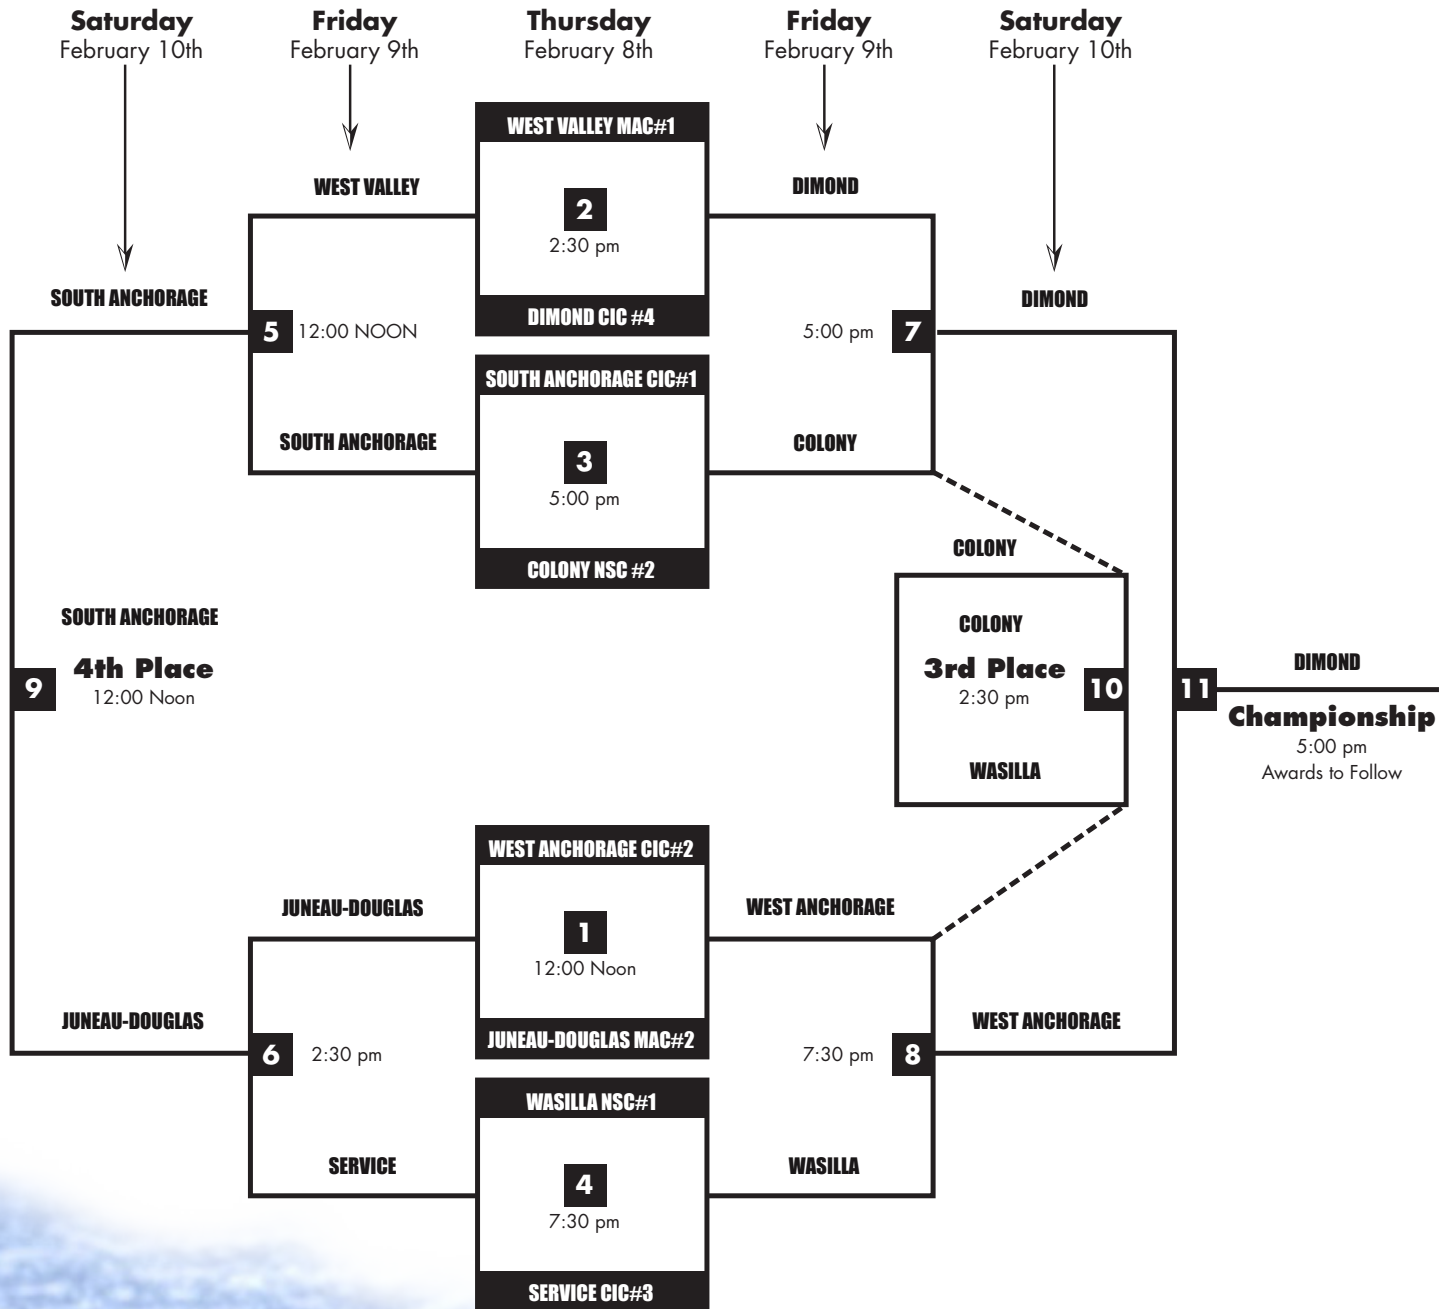 Saturday
February 10th
Friday
February 9th
Thursday
February 8th
Friday
February 9th
Saturday
February 10th
WEST VALLEY MAC#1
WEST VALLEY
2
2:30 pm
DIMOND
SOUTH ANCHORAGE
DIMOND CIC #4
DIMOND
5
12:00 NOON
5:00 pm
7
SOUTH ANCHORAGE CIC#1
SOUTH ANCHORAGE
3
5:00 pm
COLONY
COLONY NSC #2
COLONY
SOUTH ANCHORAGE
COLONY
9
4th Place
12:00 Noon
3rd Place
2:30 pm
10
11
DIMOND
Championship
5:00 pm
Awards to Follow
WASILLA
WEST ANCHORAGE CIC#2
JUNEAU-DOUGLAS
1
12:00 Noon
WEST ANCHORAGE
JUNEAU-DOUGLAS
JUNEAU-DOUGLAS MAC#2
WEST ANCHORAGE
6
2:30 pm
7:30 pm
8
WASILLA NSC#1
SERVICE
4
7:30 pm
WASILLA
SERVICE CIC#3